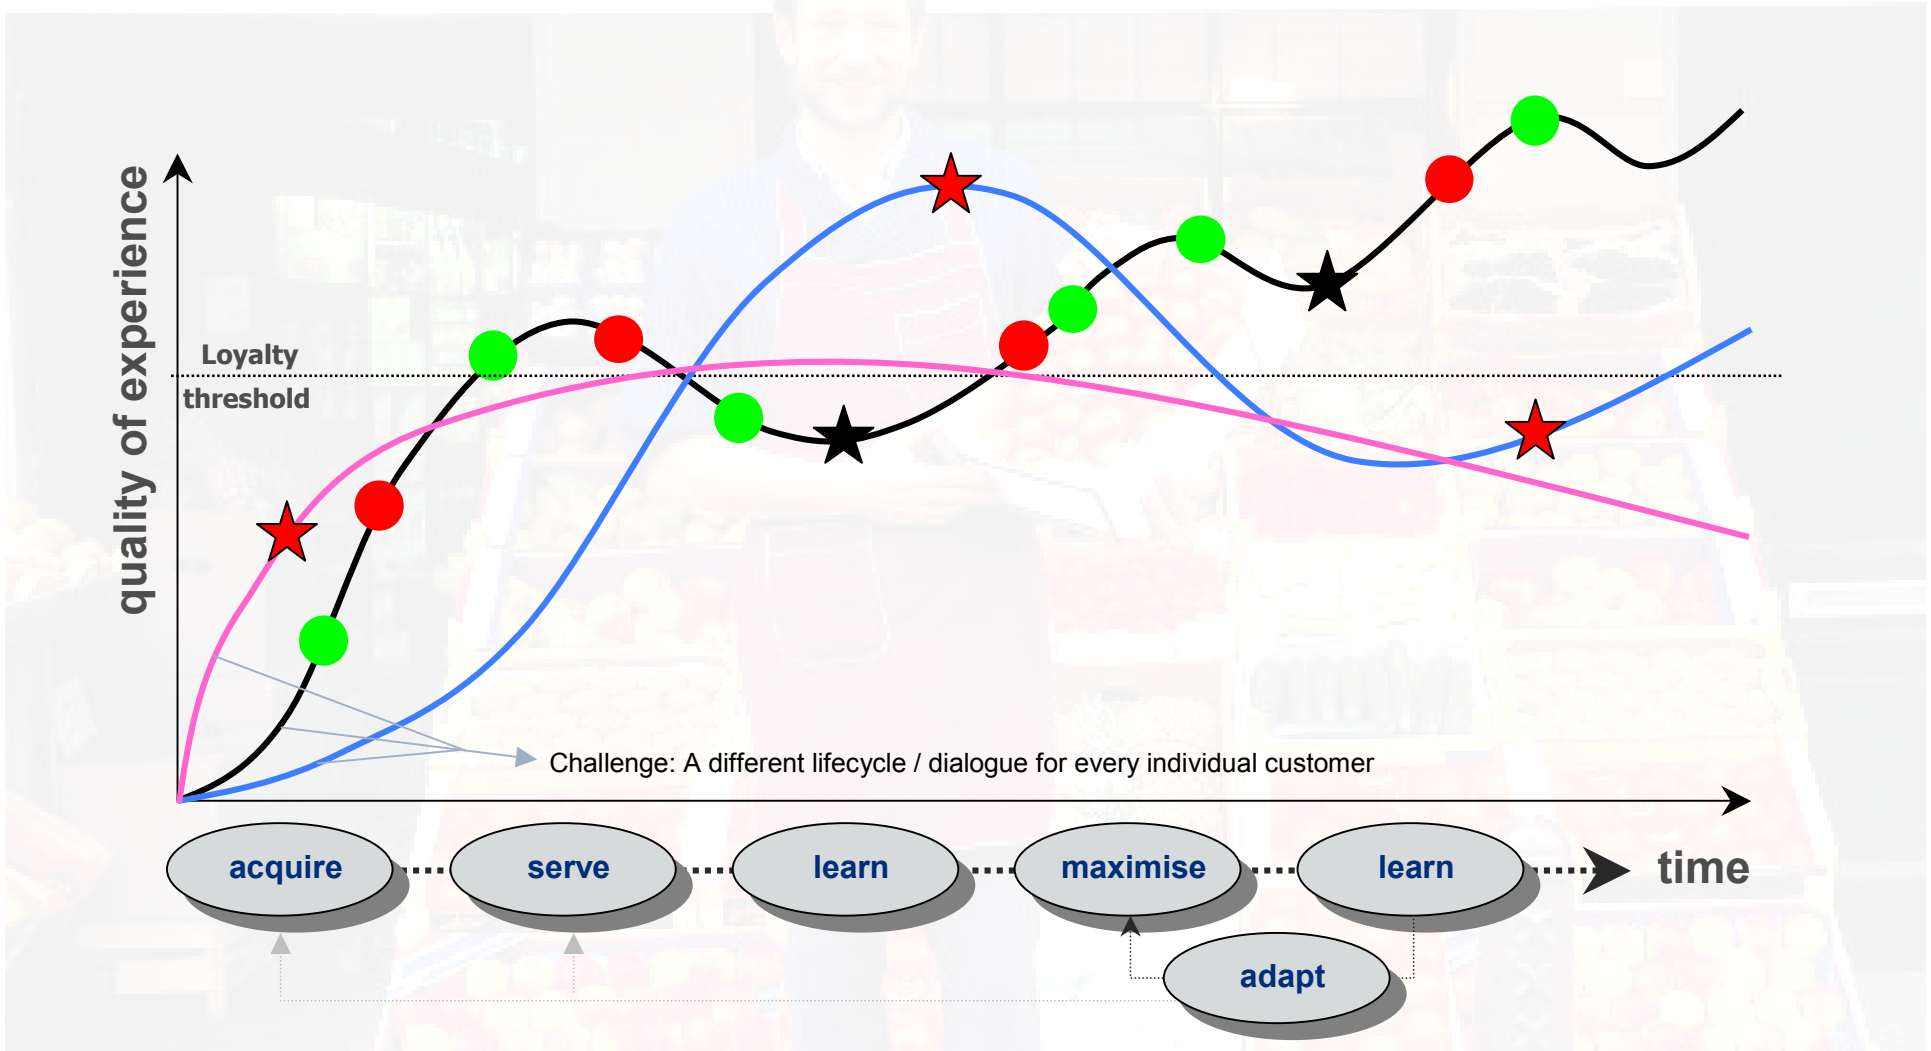 quality of experience
Loyalty
threshold
Challenge: A different lifecycle / dialogue for every individual customer
acquire
serve
learn
maximise
learn
time
adapt